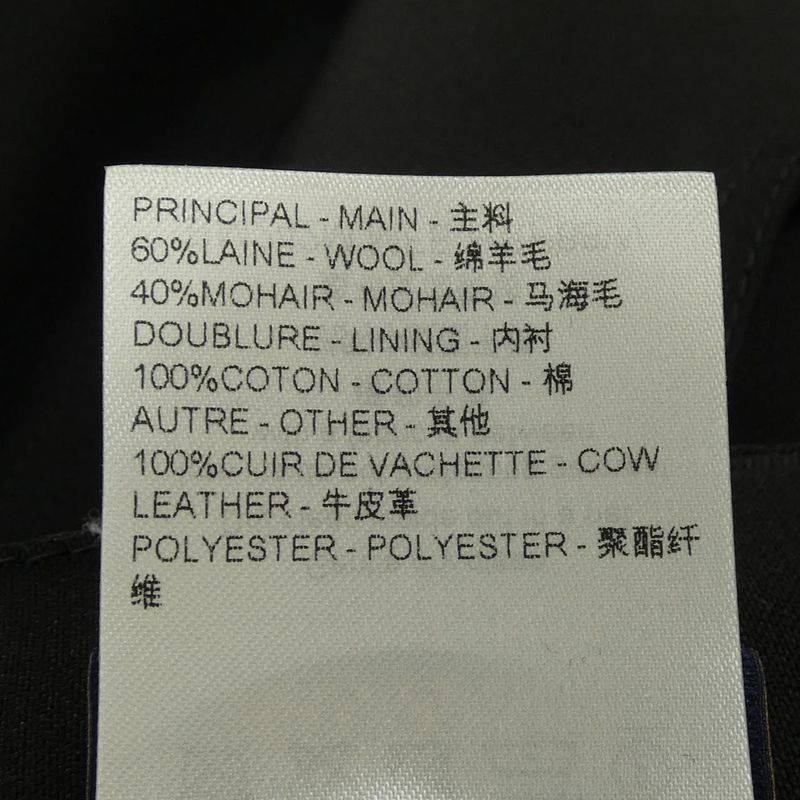 PRINCIPAL - MAIN - 主料
60%LAINE - WOOL - 绵羊毛
40%MOHAIR - MOHAIR - 马海毛
DOUBLURE - LINING - 内衬
100%COTON - COTTON - 棉
AUTRE - OTHER - 其他
100%CUIR DE VACHETTE - COW
LEATHER - 牛皮革
POLYESTER - POLYESTER - 聚酯纤
维